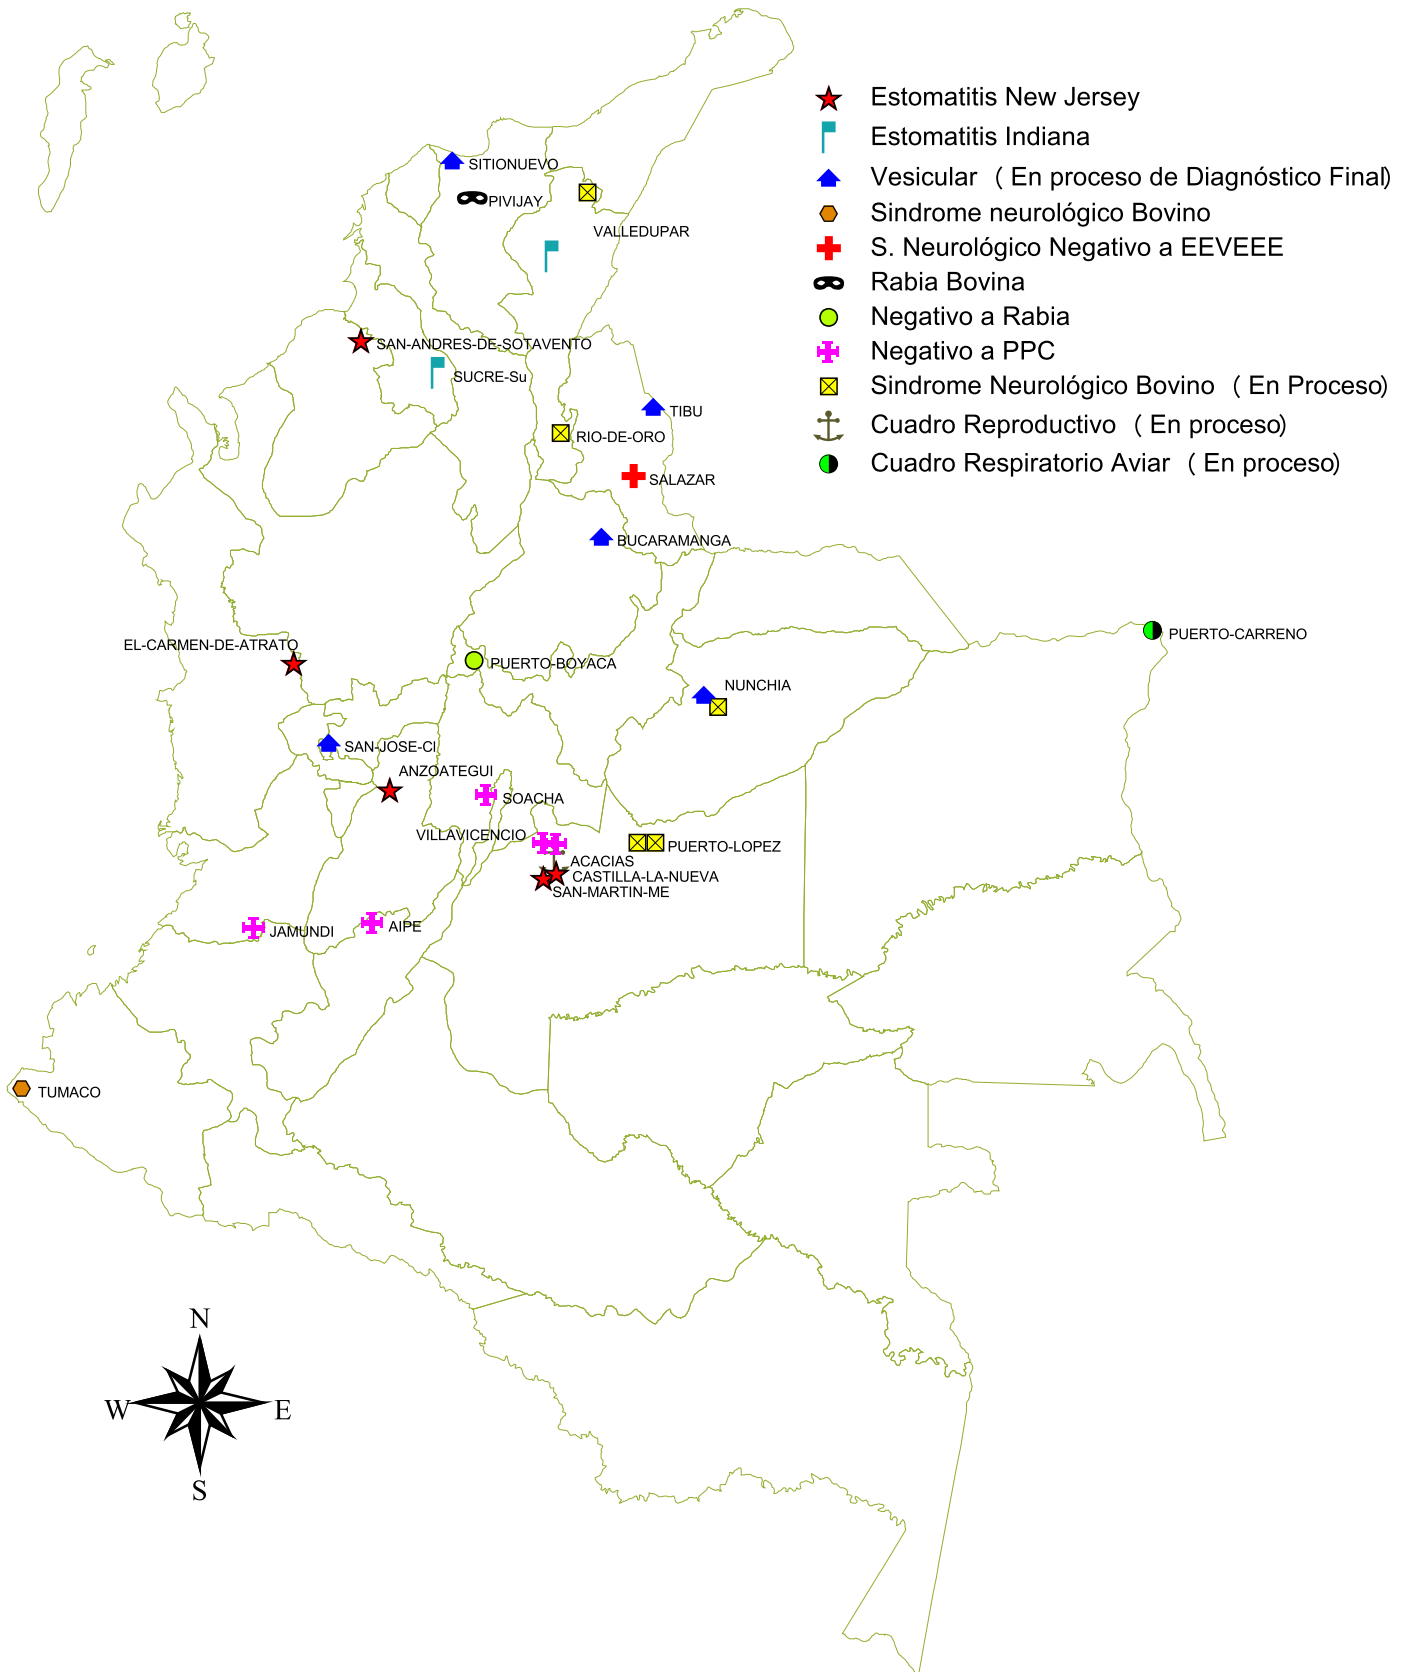 Estomatitis New Jersey
Estomatitis Indiana
Vesicular ( En proceso de Diagnóstico Final)
Sindrome neurológico Bovino
S. Neurológico Negativo a EEVEEE
Rabia Bovina
Negativo a Rabia
Negativo a PPC
Sindrome Neurológico Bovino ( En Proceso)
Cuadro Reproductivo ( En proceso)
Cuadro Respiratorio Aviar ( En proceso)
SITIONUEVO
PIVIJAY
VALLEDUPAR
SAN-ANDRES-DE-SOTAVENTO
SUCRE-Su
TIBU
RIO-DE-ORO
SALAZAR
BUCARAMANGA
PUERTO-CARRENO
EL-CARMEN-DE-ATRATO
PUERTO-BOYACA
NUNCHIA
SAN-JOSE-CI
ANZOATEGUI
SOACHA
VILLAVICENCIO
PUERTO-LOPEZ
ACACIAS
CASTILLA-LA-NUEVA
SAN-MARTIN-ME
JAMUNDI
AIPE
TUMACO
N
W
E
S